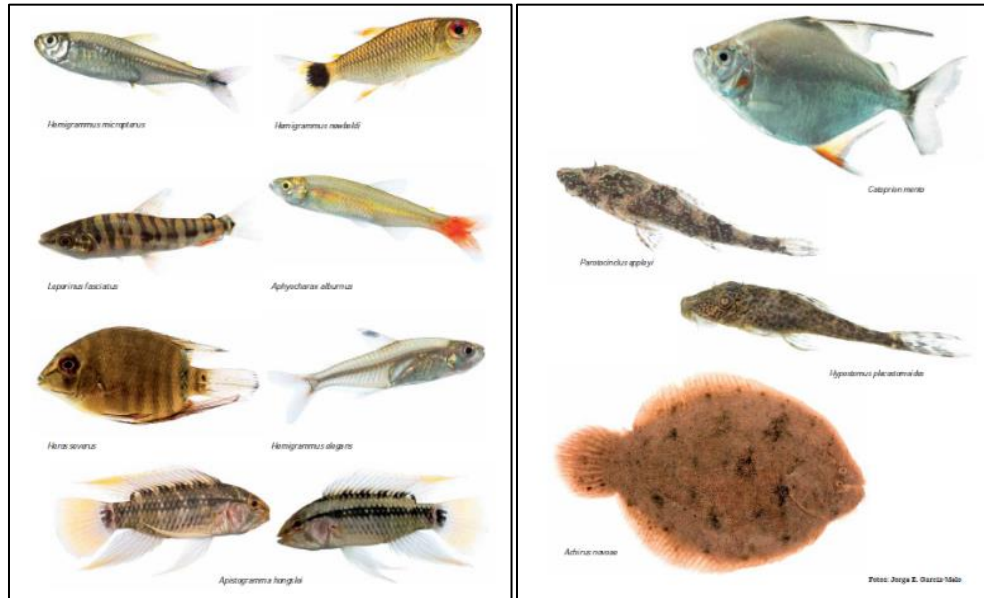 Hemigrammus micropterus
Hemigrammus newboldi
Leporinus fasciatus
Aphyocharax alburnus
Heros severus
Hemigrammus elegans
Apistogramma hongsloi
Catoprion mento
Parotocinclus eppleyi
Hypostomus plecostomoides
Achirus novoae
Fotos: Jorge E. García-Melo